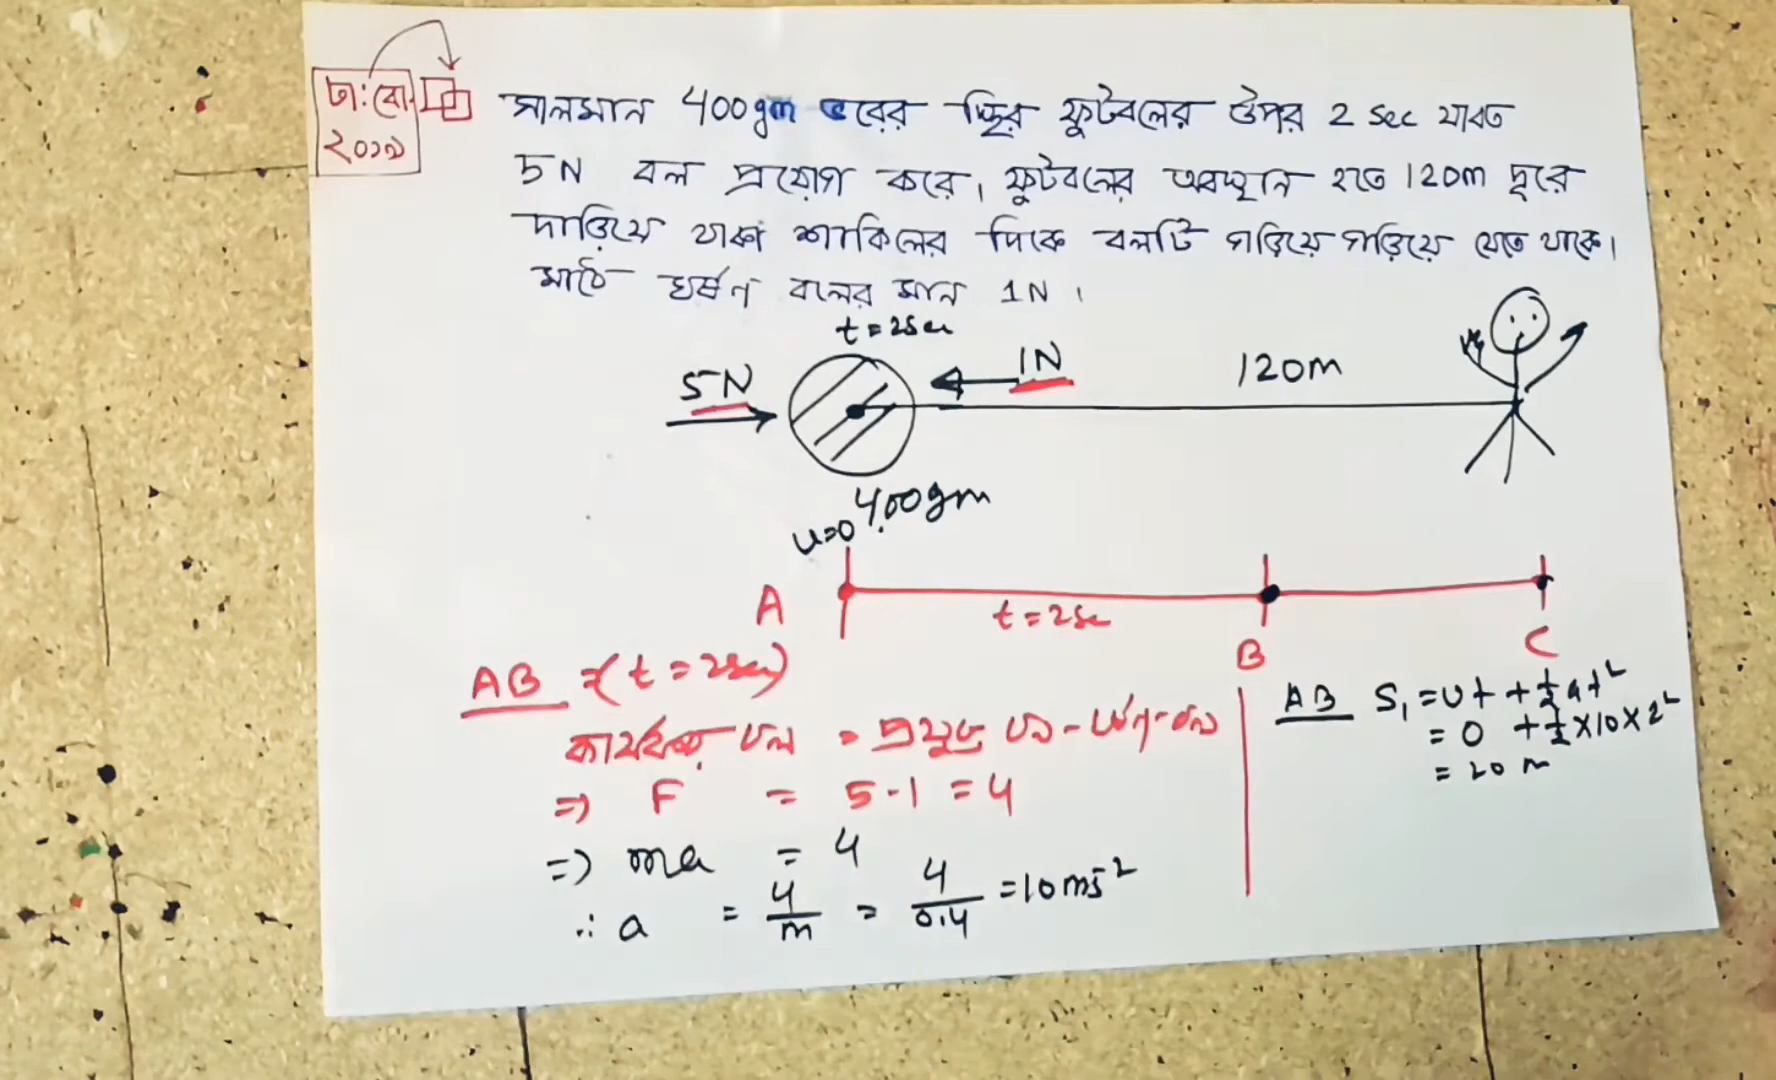 ঢা:বো:
২০১৯
সালমান 400gm ভরের স্থির ফুটবলের উপর 2 sec যাবত
5N বল প্রয়োগ করে। ফুটবলের অবস্থান হতে 120m দূরে
দাড়িয়ে থাকা শাকিলের দিকে বলটি গড়িয়ে গড়িয়ে যেতে থাকে।
মাঠে ঘর্ষণ বলের মান 1N।
t = 2sec
5N
1N
120m
400gm
u=0
A
t = 2sec
B
C
AB => (t = 2sec)
কার্যকর বল = প্রযুক্ত বল - ঘর্ষণ বল
=> F = 5-1 = 4
=> ma = 4
∴ a = 4/m = 4/0.4 = 10ms⁻²
AB S₁ = ut + ½at²
= 0 + ½×10×2²
= 20 m